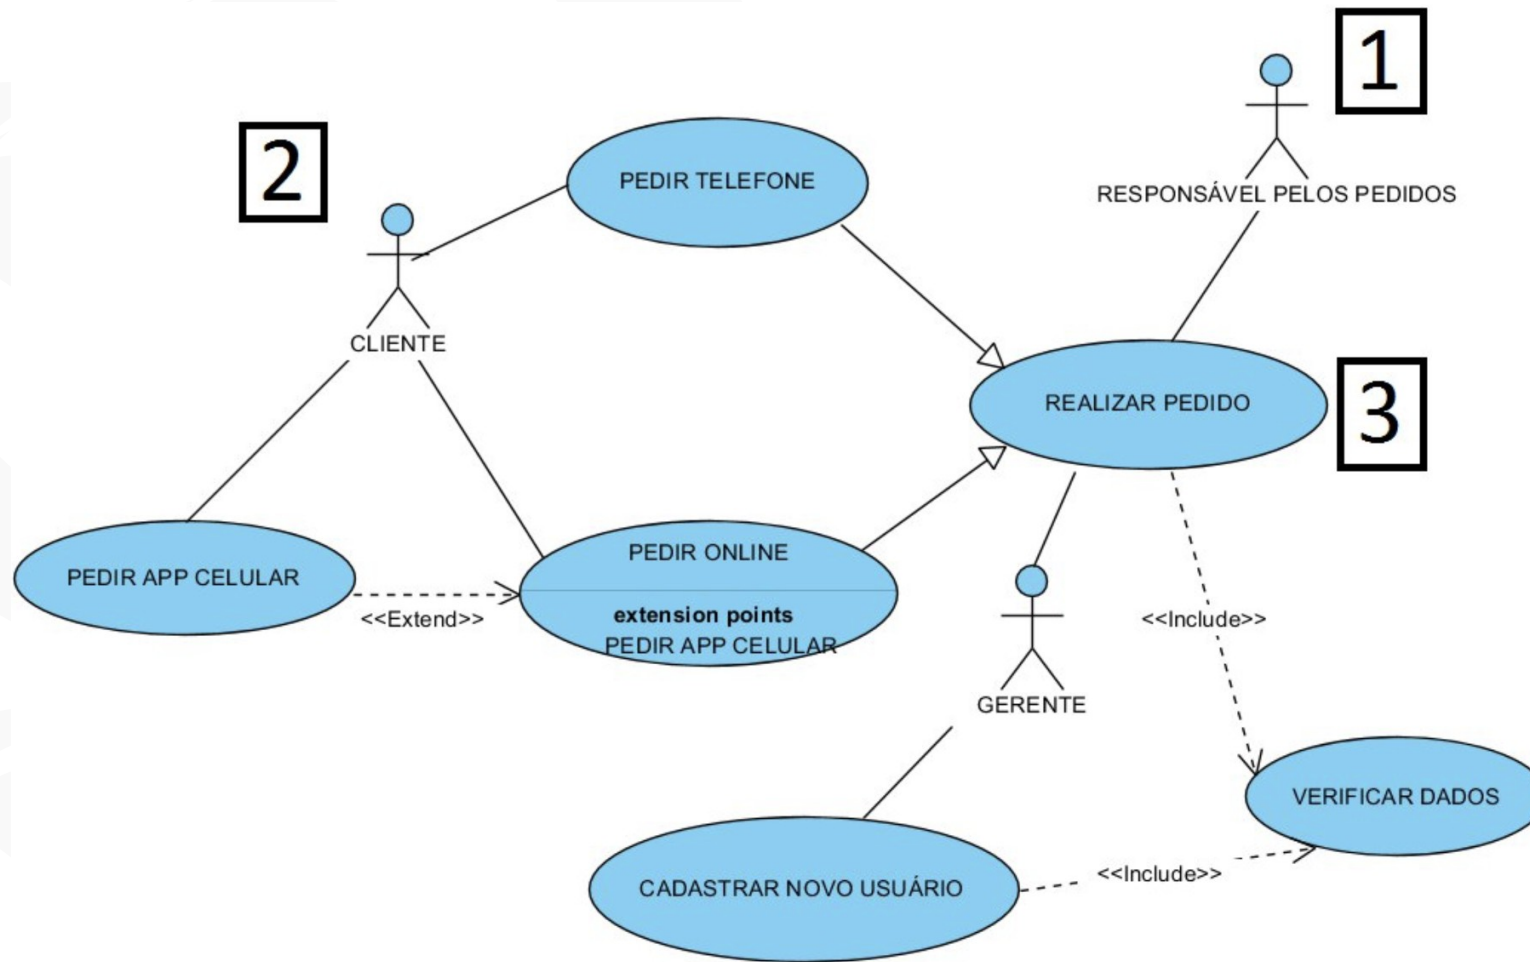 1
2
PEDIR TELEFONE
RESPONSÁVEL PELOS PEDIDOS
CLIENTE
REALIZAR PEDIDO
3
PEDIR APP CELULAR
<<Extend>>
PEDIR ONLINE
extension points
PEDIR APP CELULAR
<<Include>>
GERENTE
VERIFICAR DADOS
CADASTRAR NOVO USUÁRIO
<<Include>>